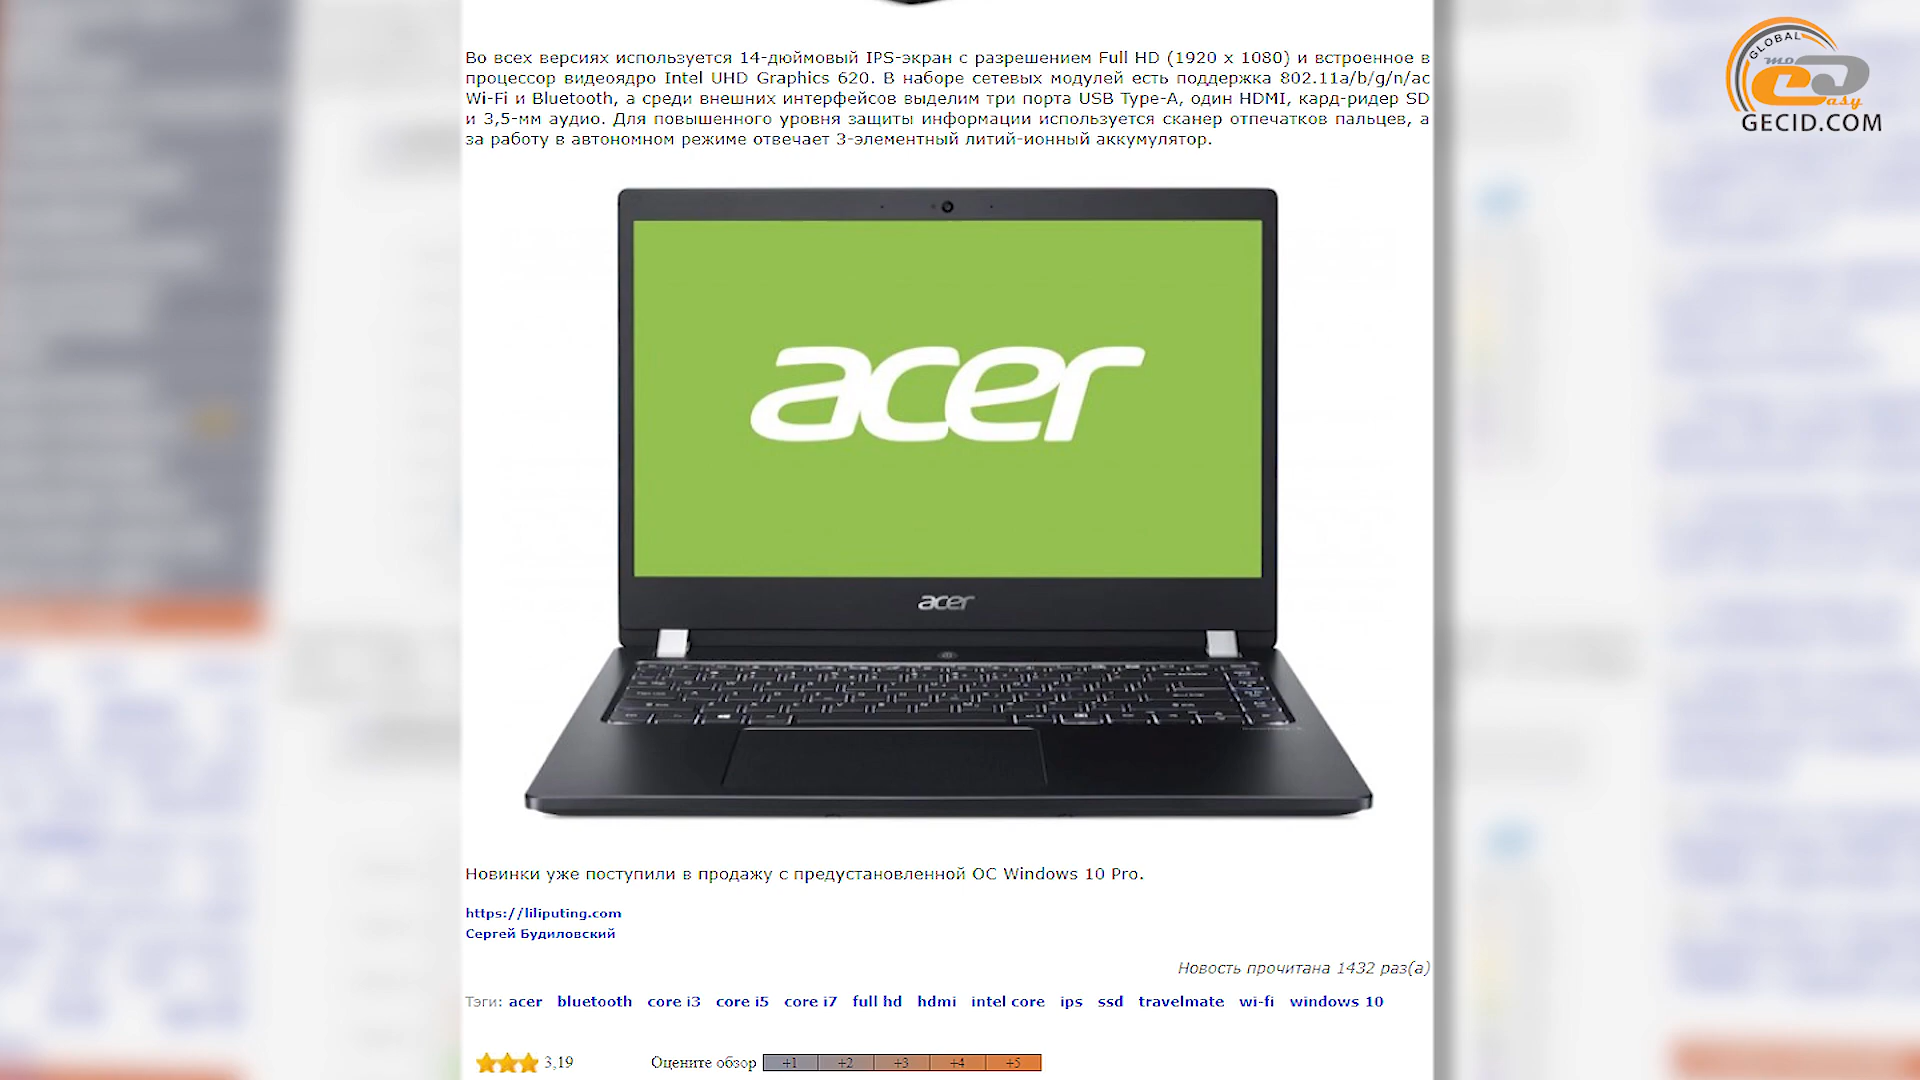 GLOBAL
GECID.COM
Во всех версиях используется 14-дюймовый IPS-экран с разрешением Full HD (1920 x 1080) и встроенное в
процессор видеоядро Intel UHD Graphics 620. В наборе сетевых модулей есть поддержка 802.11a/b/g/n/ac
Wi-Fi и Bluetooth, а среди внешних интерфейсов выделим три порта USB Type-A, один HDMI, кард-ридер SD
и 3,5-мм аудио. Для повышенного уровня защиты информации используется сканер отпечатков пальцев, а
за работу в автономном режиме отвечает 3-элементный литий-ионный аккумулятор.
acer
acer
Новинки уже поступили в продажу с предустановленной ОС Windows 10 Pro.
https://liliputing.com
Сергей Будиловский
Новость прочитана 1432 раз(а)
Тэги: acer bluetooth core i3 core i5 core i7 full hd hdmi intel core ips ssd travelmate wi-fi windows 10
3,19 Оцените обзор +1 +2 +3 +4 +5